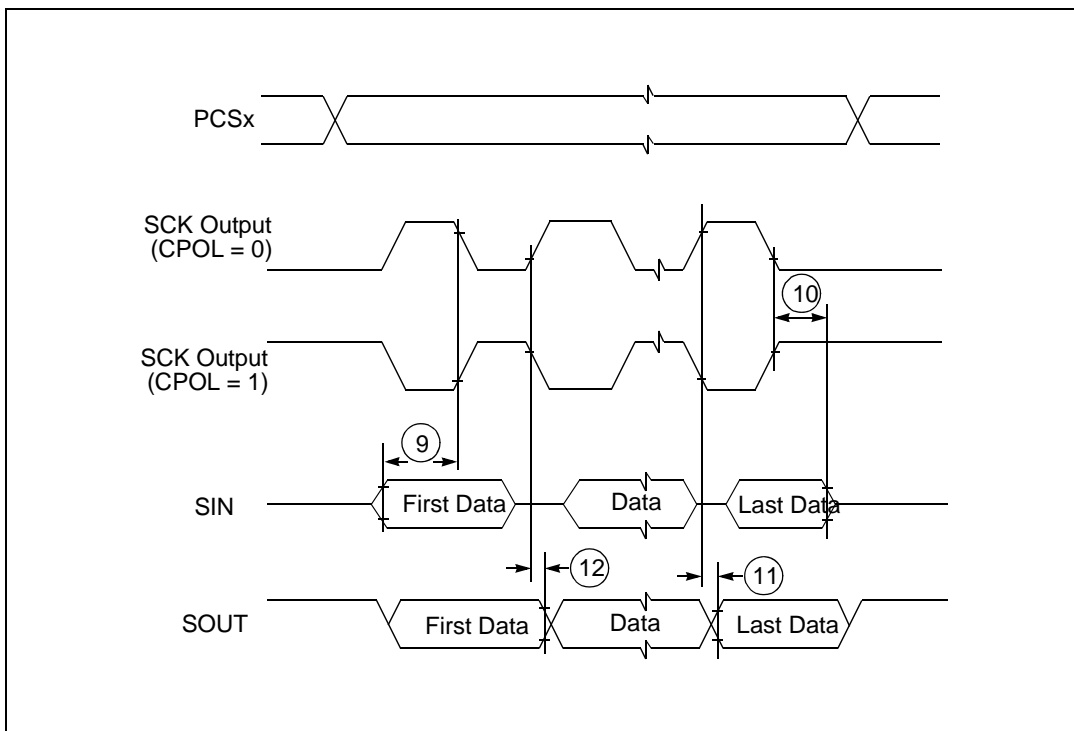 PCSx
SCK Output
(CPOL = 0)
10
SCK Output
(CPOL = 1)
9
SIN
First Data
Data
Last Data
12
11
SOUT
First Data
Data
Last Data